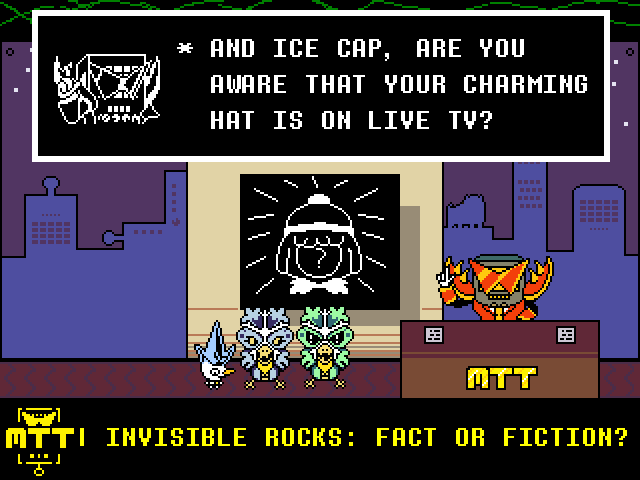 * AND ICE CAP, ARE YOU
AWARE THAT YOUR CHARMING
HAT IS ON LIVE TV?
?
MTT
MTT! INVISIBLE ROCKS: FACT OR FICTION?